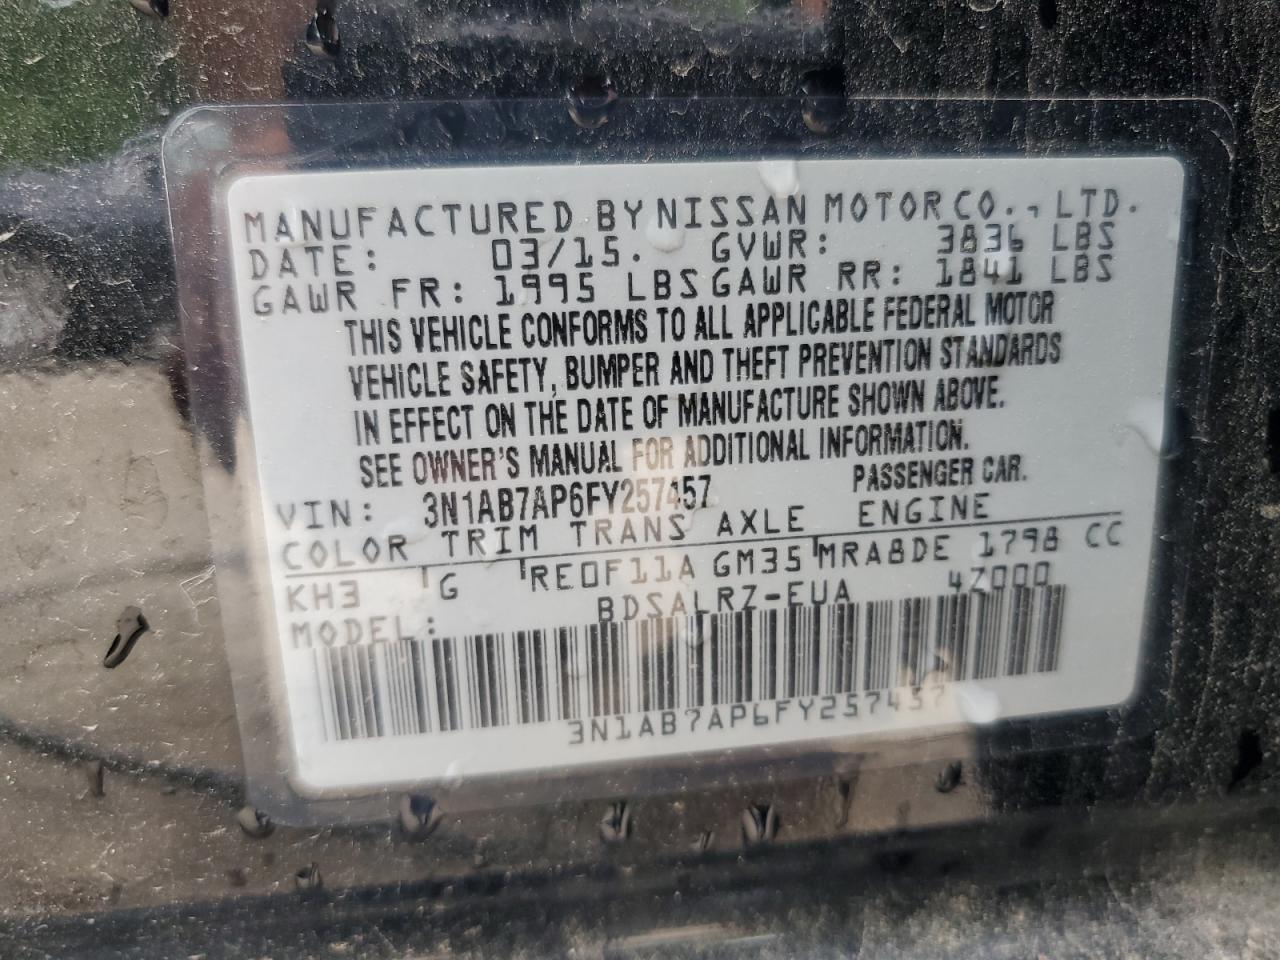 MANUFACTURED BY NISSAN MOTOR CO., LTD.
DATE: 03/15. GVWR: 3836 LBS
GAWR FR: 1995 LBS GAWR RR: 1841 LBS
THIS VEHICLE CONFORMS TO ALL APPLICABLE FEDERAL MOTOR
VEHICLE SAFETY, BUMPER AND THEFT PREVENTION STANDARDS
IN EFFECT ON THE DATE OF MANUFACTURE SHOWN ABOVE.
SEE OWNER'S MANUAL FOR ADDITIONAL INFORMATION.
VIN: 3N1AB7AP6FY257457 PASSENGER CAR.
COLOR TRIM TRANS AXLE ENGINE
KH3 G RE0F11A GM35 MRA8DE 1798 CC
MODEL: BDSALRZ-EUA 4Z000
3N1AB7AP6FY257457